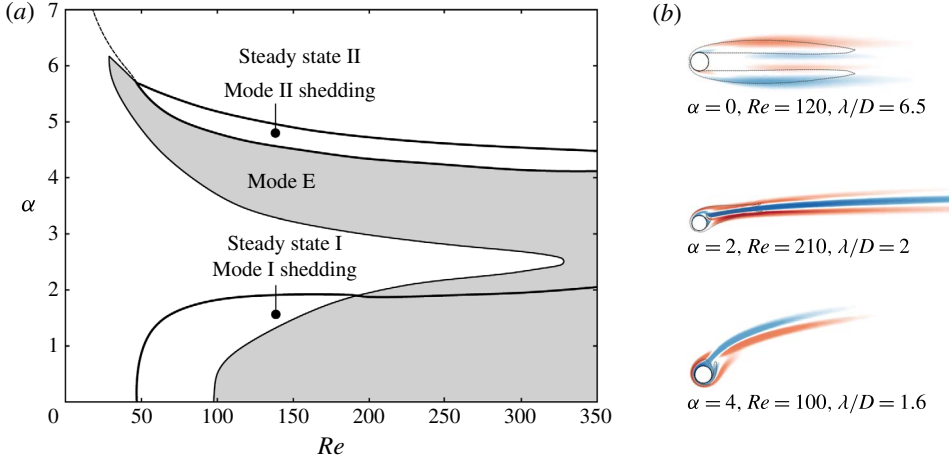 (a)
7
6
5
4
3
2
1
0
α
Steady state II
Mode II shedding
Mode E
Steady state I
Mode I shedding
50
100
150
200
250
300
350
Re
(b)
α = 0, Re = 120, λ/D = 6.5
α = 2, Re = 210, λ/D = 2
α = 4, Re = 100, λ/D = 1.6